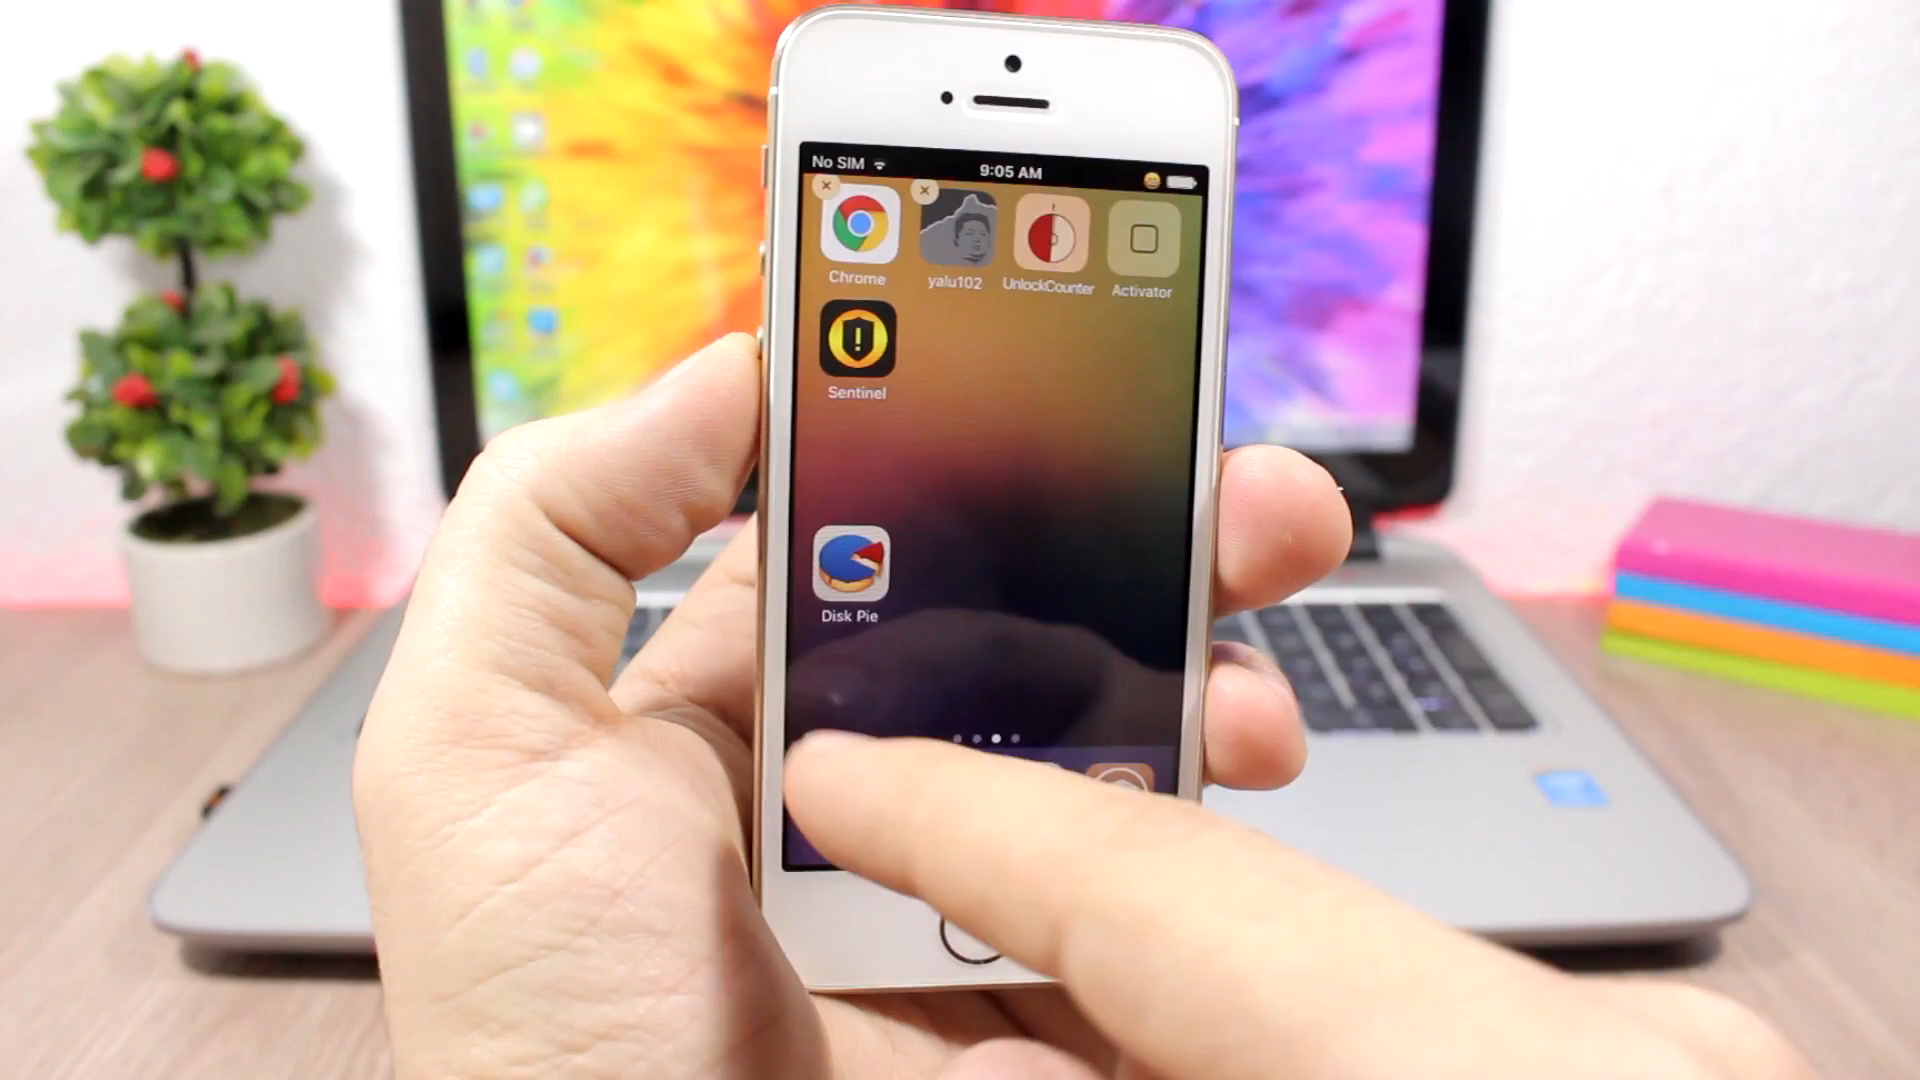 No SIM 9:05 AM
Chrome yalu102 UnlockCounter Activator
Sentinel
Disk Pie